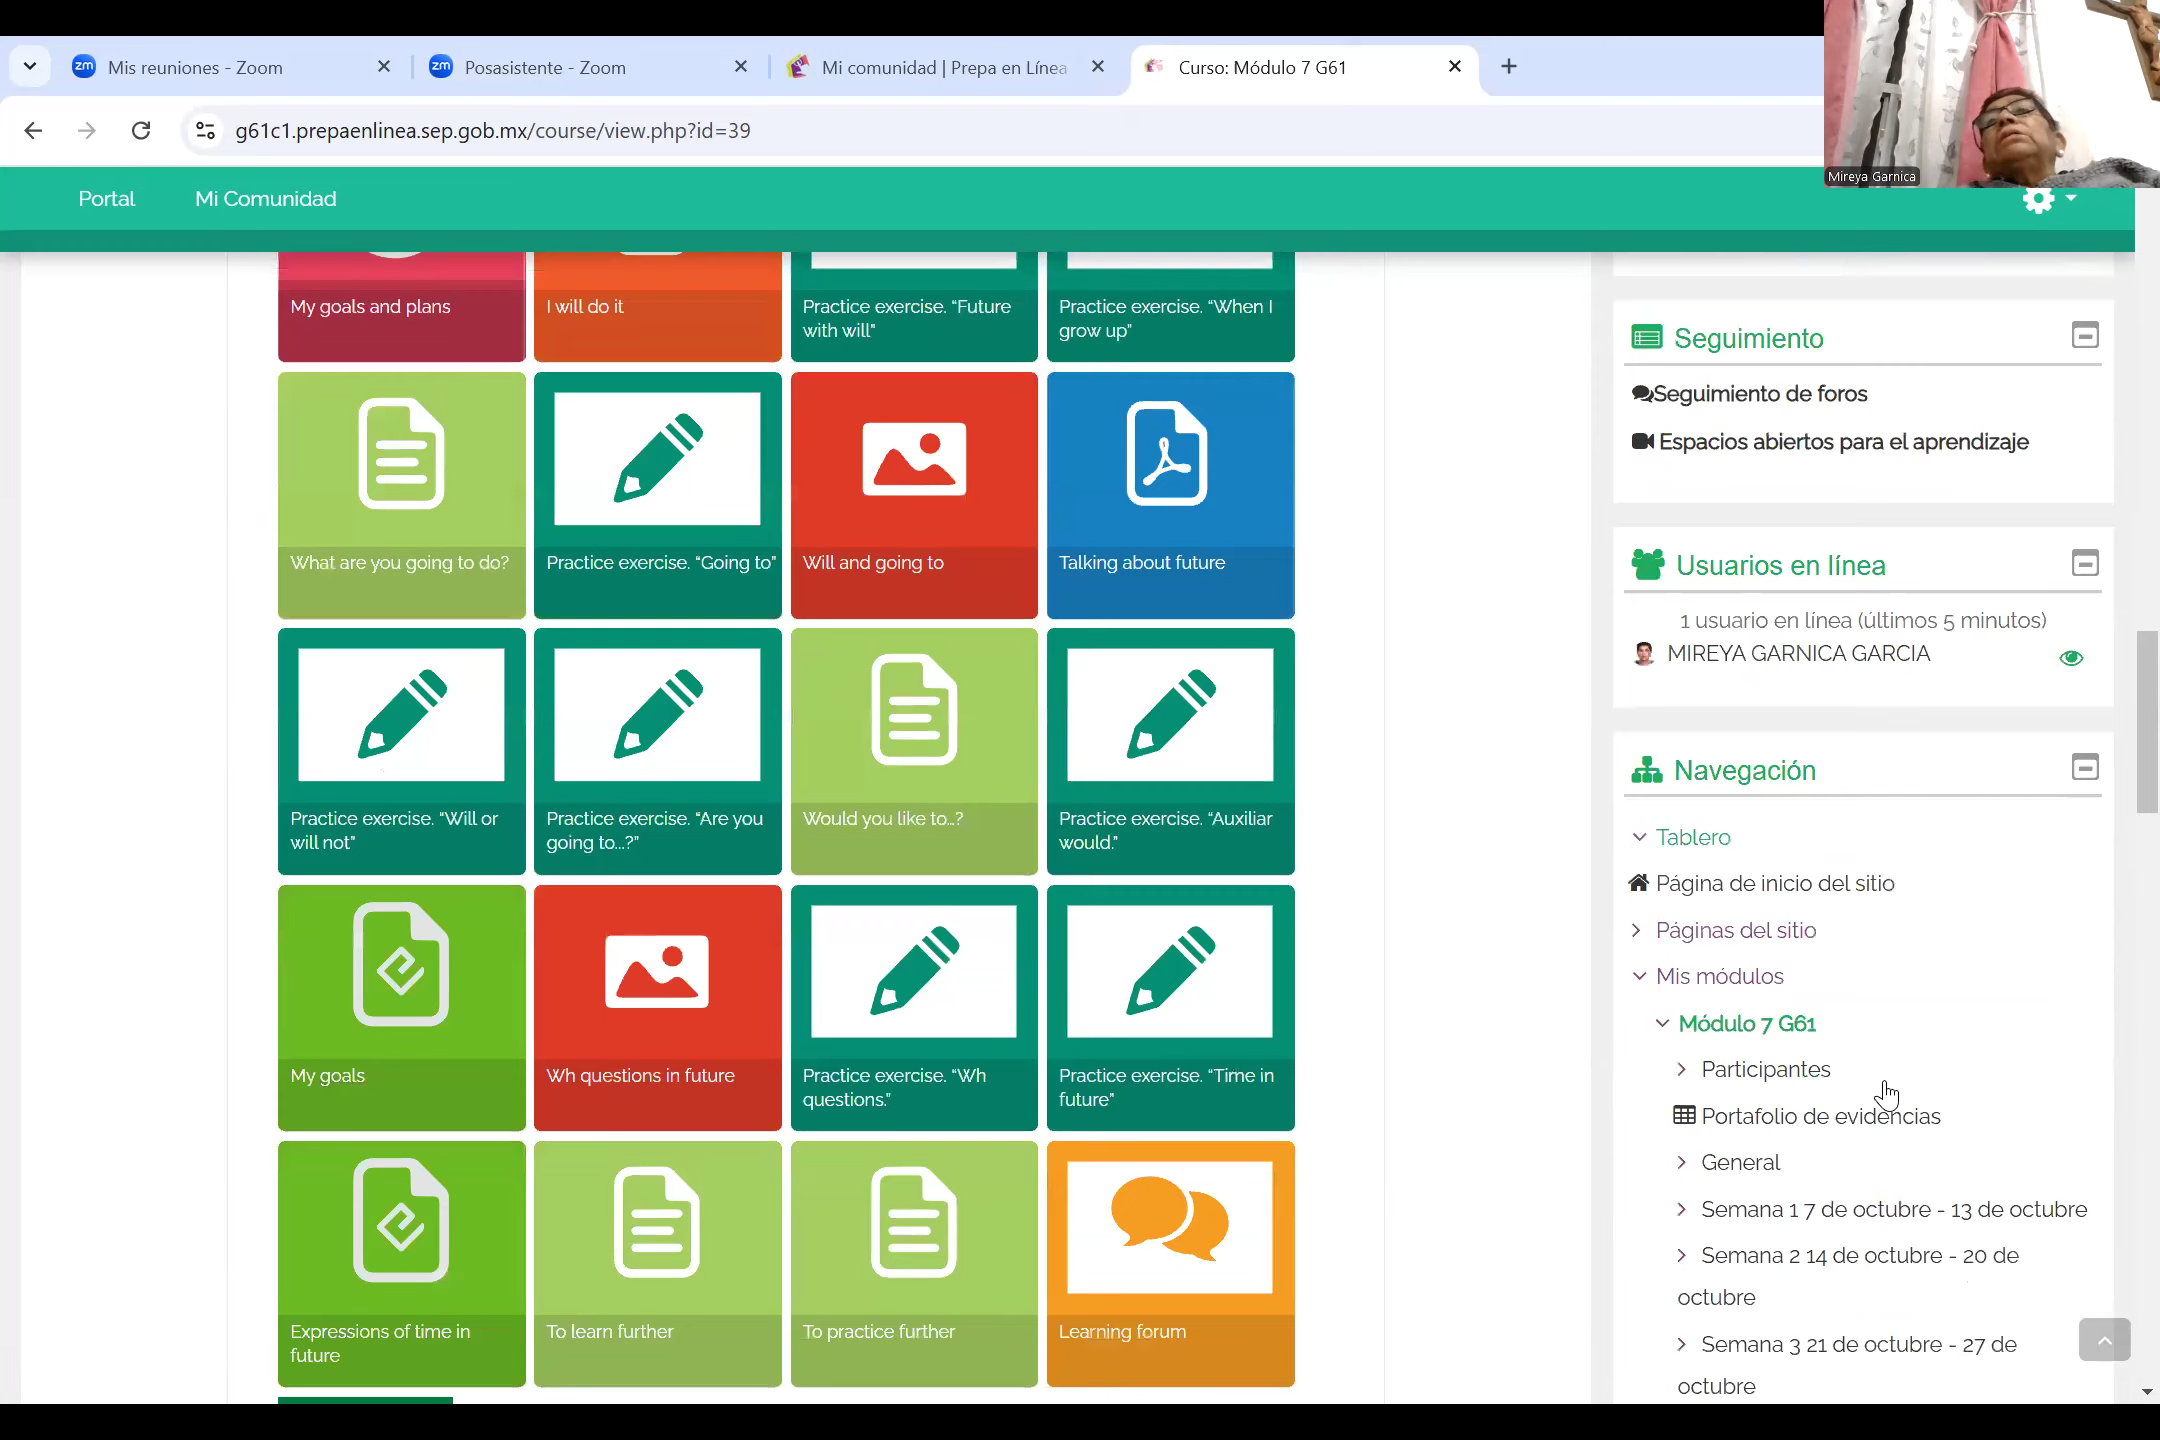 Mis reuniones - Zoom
Posasistente - Zoom
Mi comunidad | Prepa en Línea
Curso: Módulo 7 G61
g61c1.prepaenlinea.sep.gob.mx/course/view.php?id=39
Mireya Garnica
Portal
Mi Comunidad
My goals and plans
I will do it
Practice exercise. “Future
with will"
Practice exercise. “When I
grow up”
What are you going to do?
Practice exercise. “Going to”
Will and going to
Talking about future
Practice exercise. “Will or
will not”
Practice exercise. “Are you
going to...?”
Would you like to...?
Practice exercise. “Auxiliar
would.”
My goals
Wh questions in future
Practice exercise. “Wh
questions.”
Practice exercise. “Time in
future”
Expressions of time in
future
To learn further
To practice further
Learning forum
Seguimiento
Seguimiento de foros
Espacios abiertos para el aprendizaje
Usuarios en línea
1 usuario en línea (últimos 5 minutos)
MIREYA GARNICA GARCIA
Navegación
Tablero
Página de inicio del sitio
Páginas del sitio
Mis módulos
Módulo 7 G61
Participantes
Portafolio de evidencias
General
Semana 1 7 de octubre - 13 de octubre
Semana 2 14 de octubre - 20 de
octubre
Semana 3 21 de octubre - 27 de
octubre